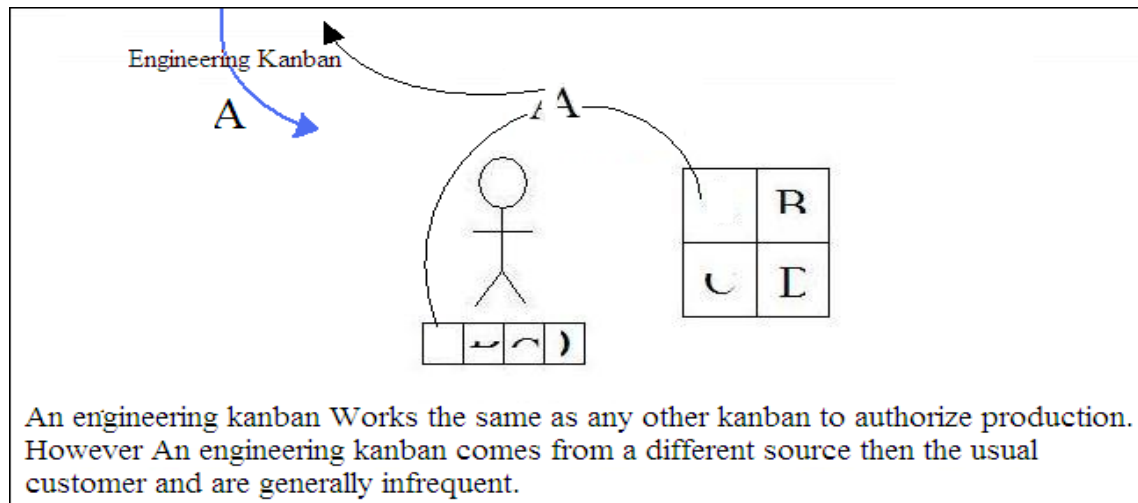 Engineering Kanban
A
A
B
D
An engineering kanban Works the same as any other kanban to authorize production.
However An engineering kanban comes from a different source then the usual
customer and are generally infrequent.